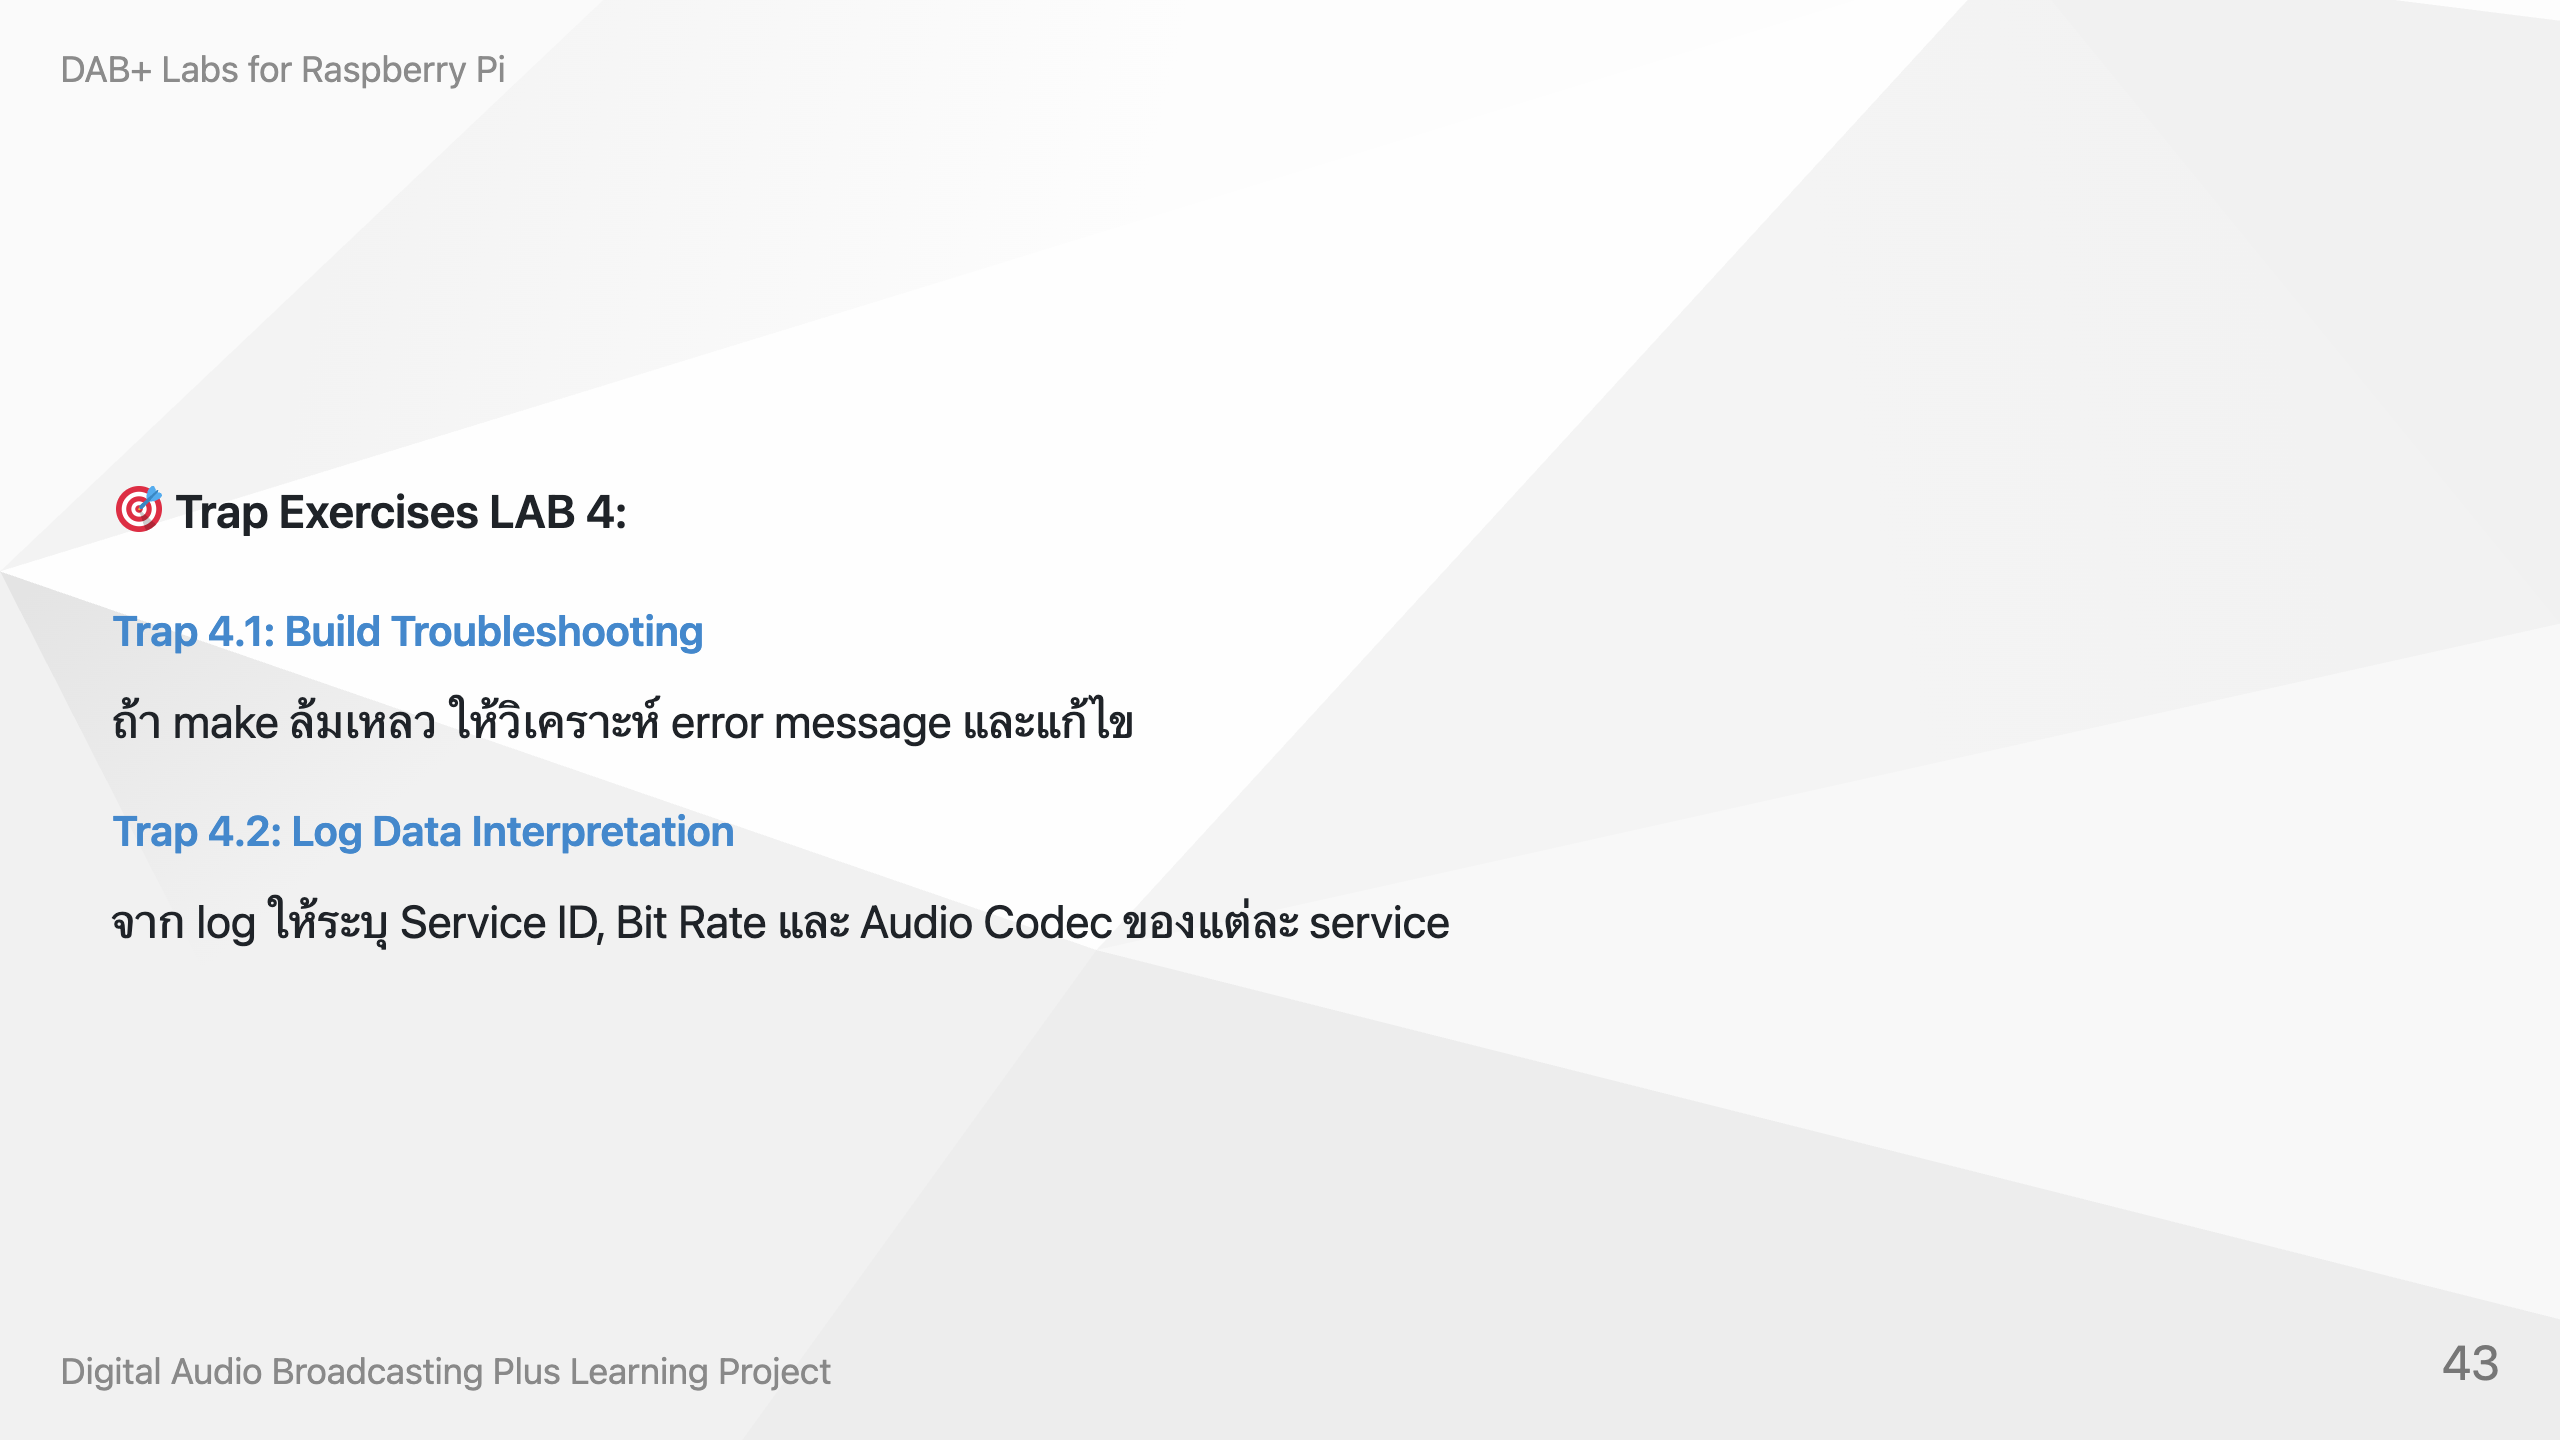 DAB+ Labs for Raspberry Pi
🎯 Trap Exercises LAB 4:
Trap 4.1: Build Troubleshooting
ถ้า make ล้มเหลว ให้วิเคราะห์ error message และแก้ไข
Trap 4.2: Log Data Interpretation
จาก log ให้ระบุ Service ID, Bit Rate และ Audio Codec ของแต่ละ service
Digital Audio Broadcasting Plus Learning Project
43